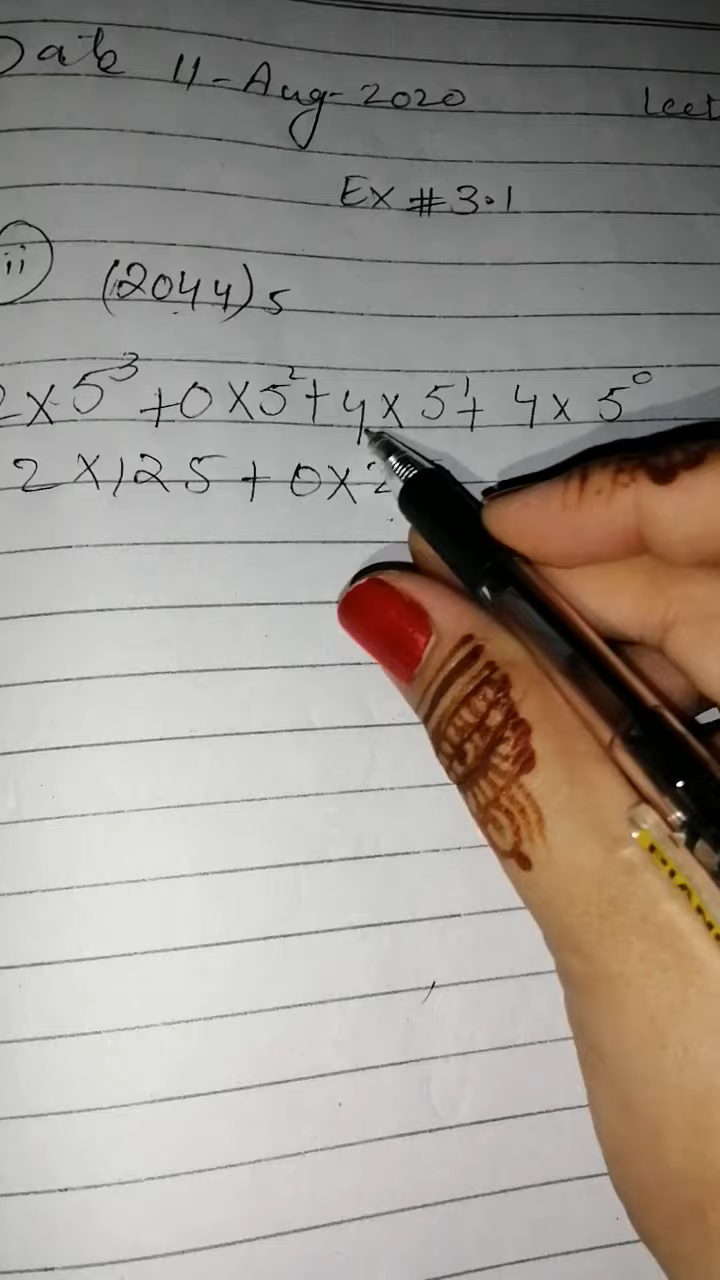 Date 11-Aug-2020
Ex # 3.1
ii (2044)₅
2×5³+0×5²+4×5¹+4×5⁰
2×125+0×2